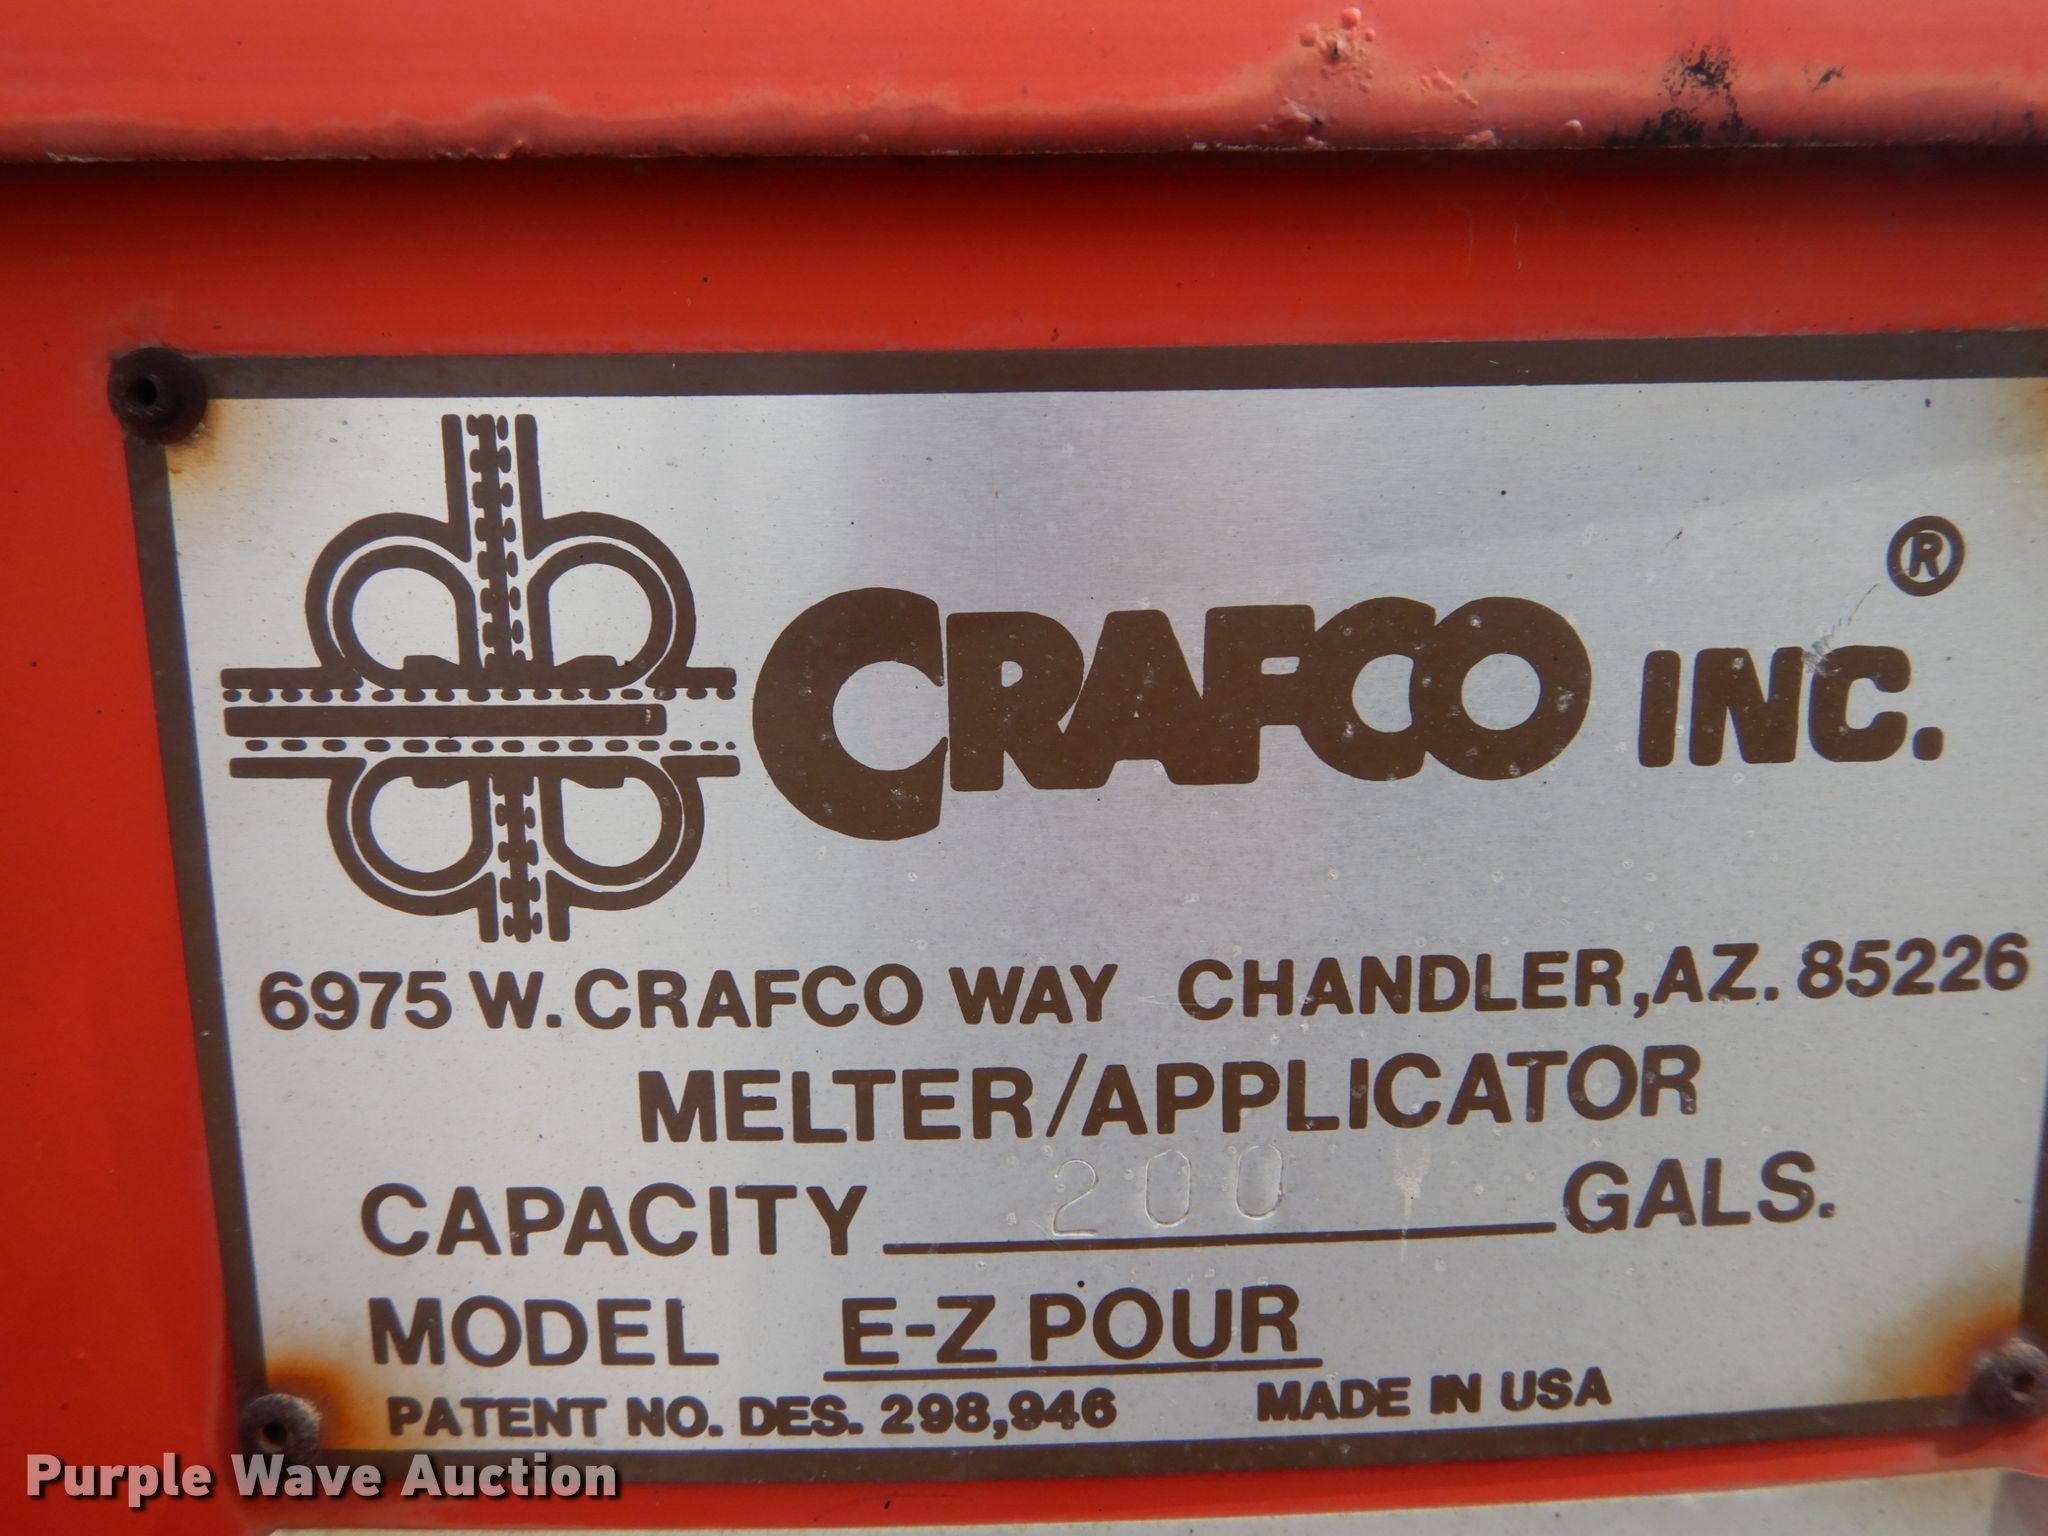 CRAFCO INC. ®
6975 W. CRAFCO WAY CHANDLER, AZ. 85226
MELTER/APPLICATOR
CAPACITY 200 GALS.
MODEL E-Z POUR
PATENT NO. DES. 298,946 MADE IN USA
Purple Wave Auction